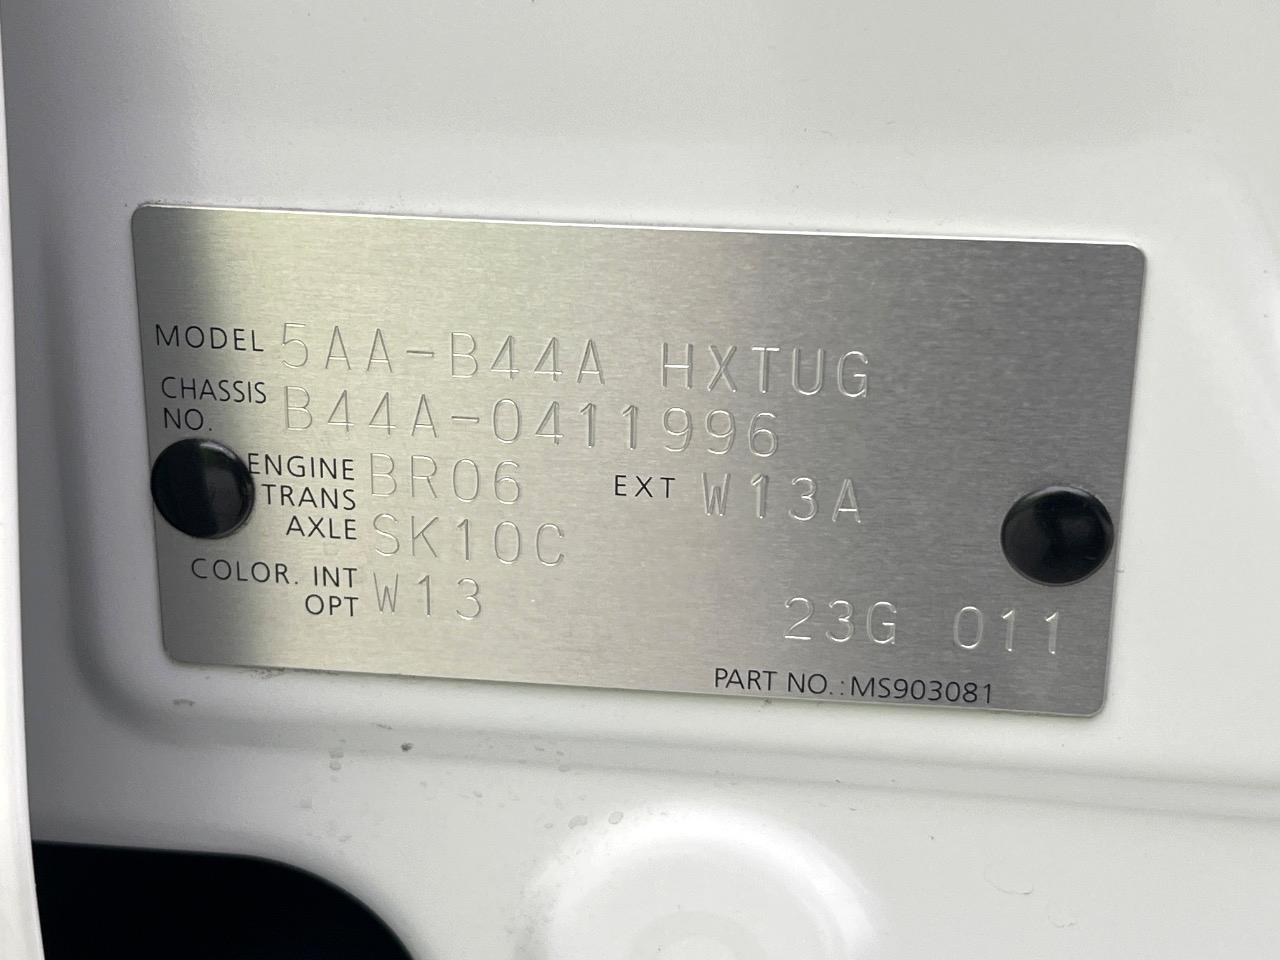 MODEL 5AA-B44A HXTUG
CHASSIS NO. B44A-0411996
ENGINE BR06 EXT W13A
TRANS AXLE SK10C
COLOR. INT OPT W13
23G 011
PART NO.:MS903081